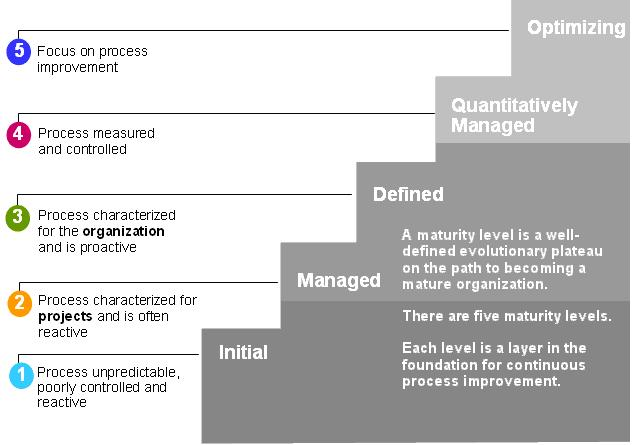 Optimizing
5
Focus on process
improvement
Quantitatively
Managed
4
Process measured
and controlled
Defined
3
Process characterized
for the organization
and is proactive
A maturity level is a well-
defined evolutionary plateau
on the path to becoming a
mature organization.
There are five maturity levels.
Each level is a layer in the
foundation for continuous
process improvement.
Managed
2
Process characterized for
projects and is often
reactive
Initial
1
Process unpredictable,
poorly controlled and
reactive